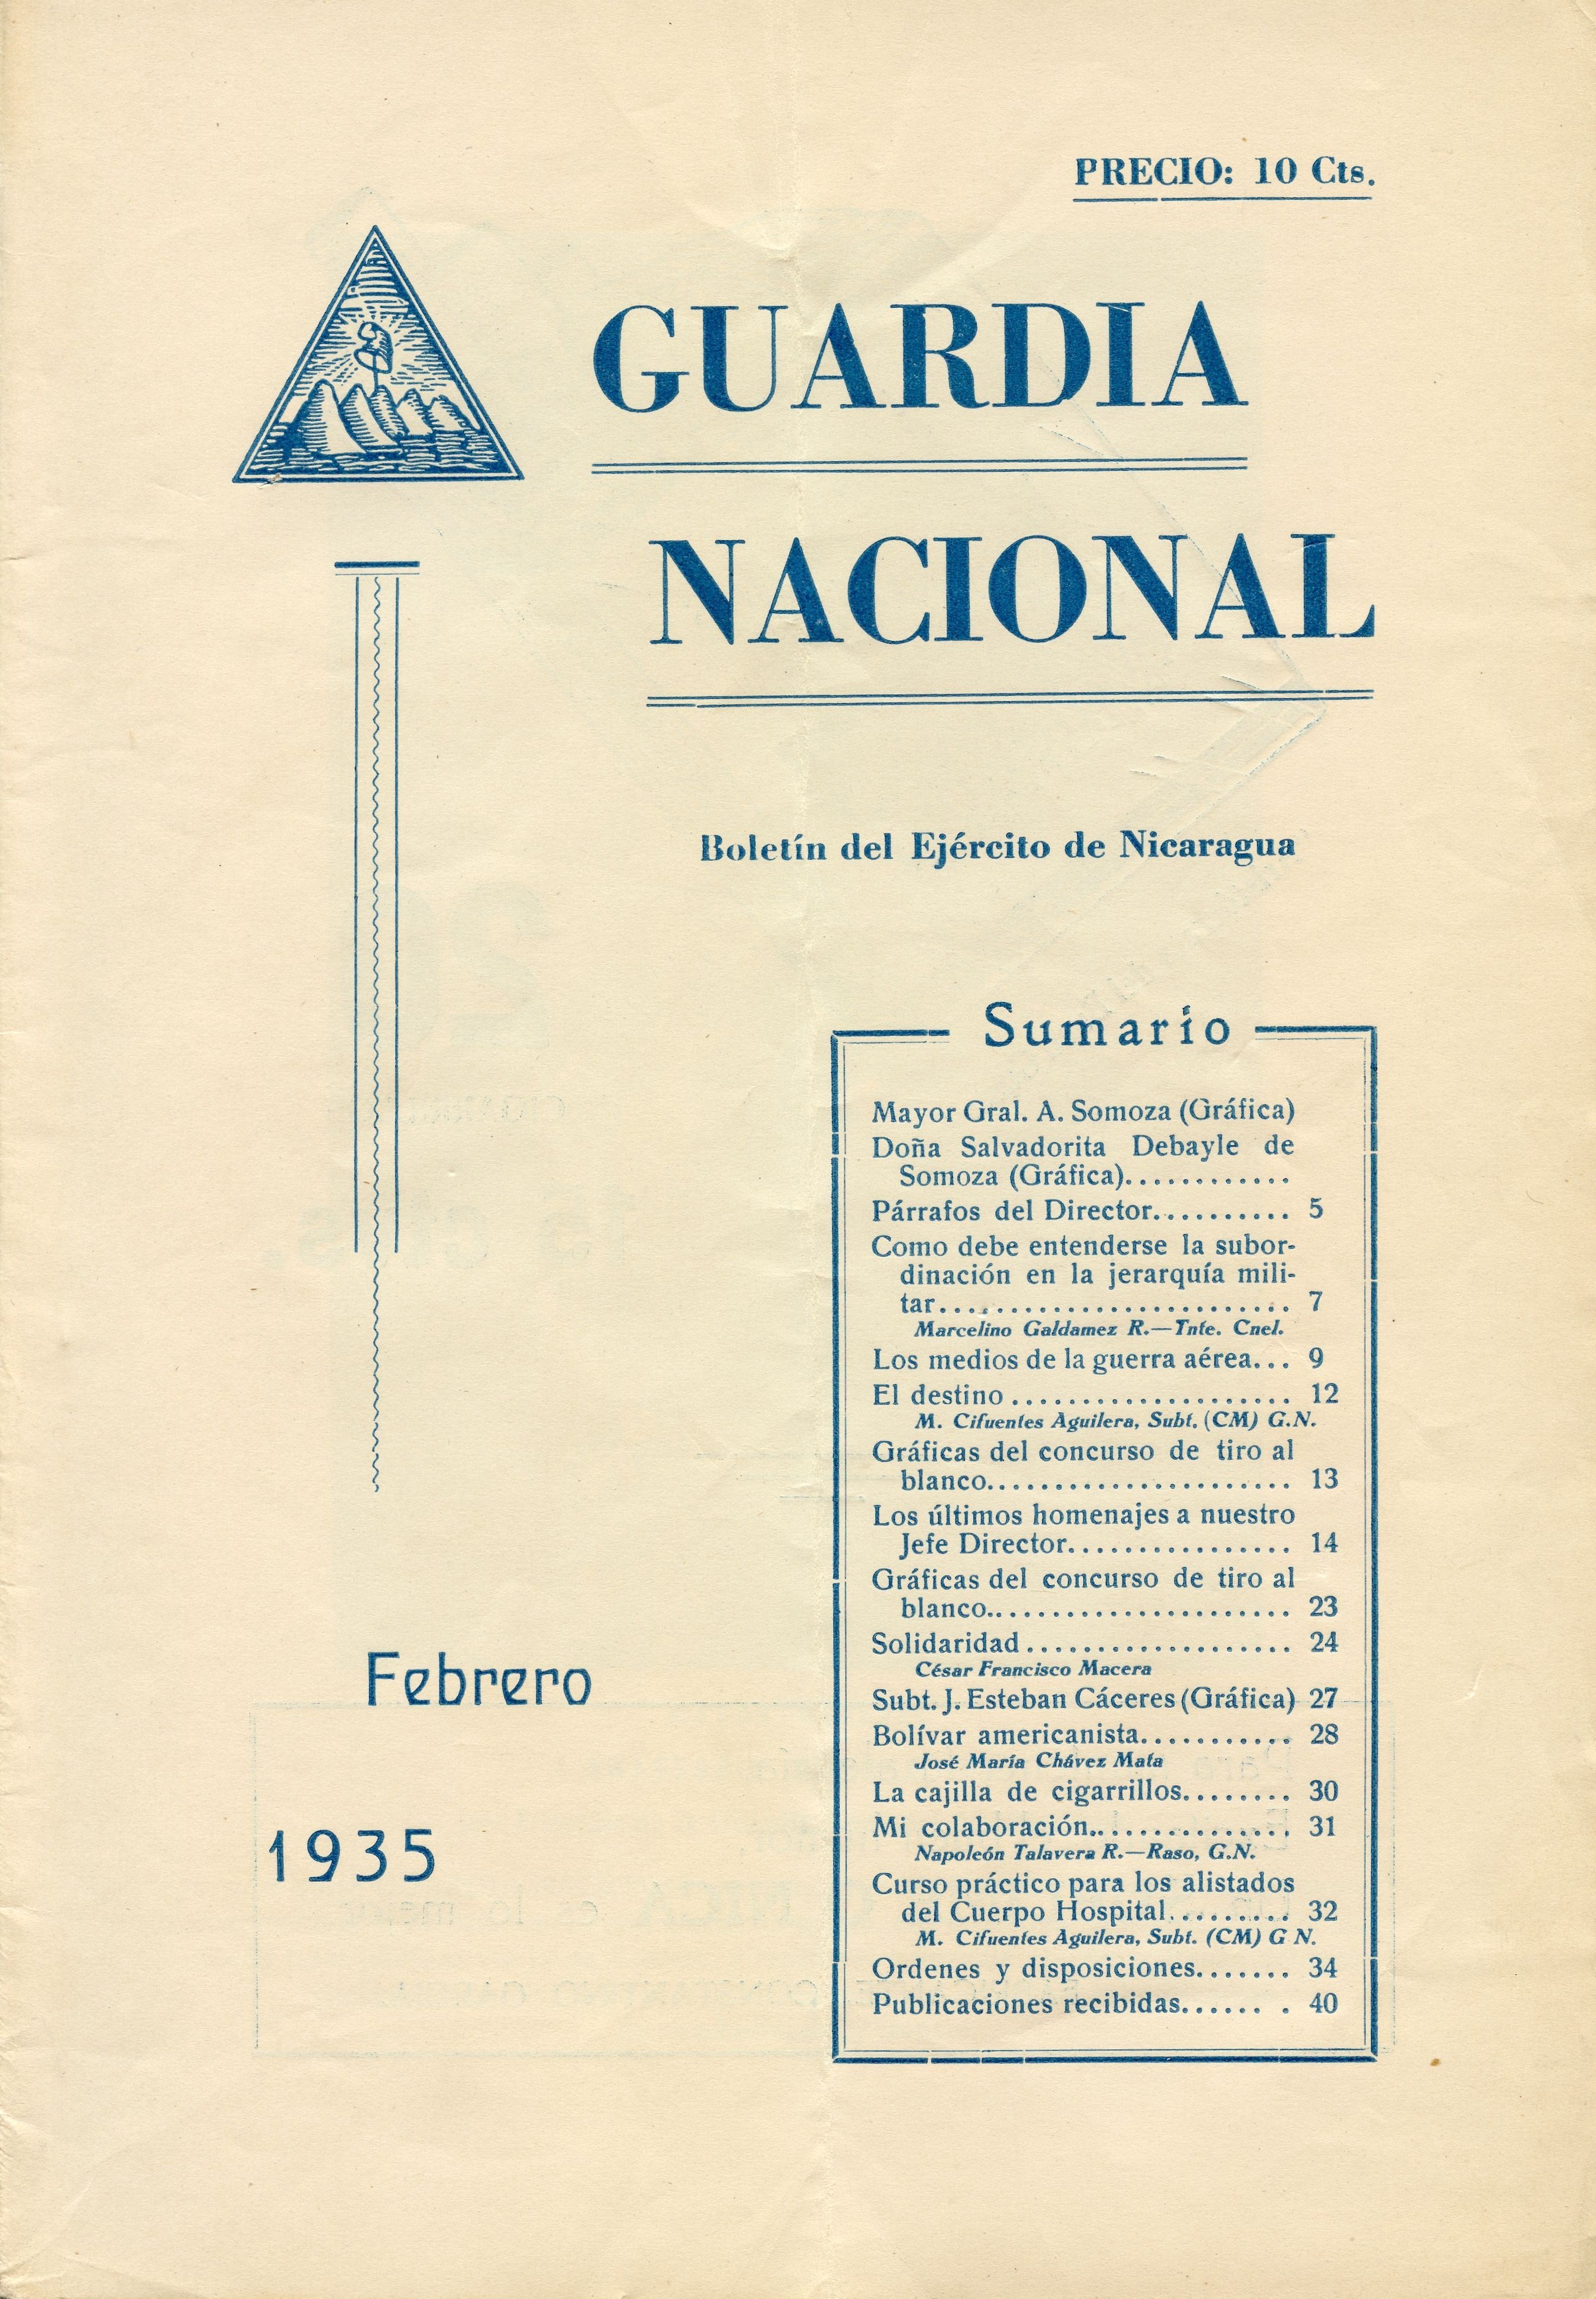 PRECIO: 10 Cts.
GUARDIA
NACIONAL
Boletín del Ejército de Nicaragua
Sumario
Mayor Gral. A. Somoza (Gráfica)
Doña Salvadorita Debayle de
Somoza (Gráfica)............
Párrafos del Director.......... 5
Como debe entenderse la subor-
dinación en la jerarquía mili-
tar......................... 7
Marcelino Galdamez R.—Tnte. Cnel.
Los medios de la guerra aérea... 9
El destino .................... 12
M. Cifuentes Aguilera, Subt. (CM) G.N.
Gráficas del concurso de tiro al
blanco...................... 13
Los últimos homenajes a nuestro
Jefe Director................ 14
Gráficas del concurso de tiro al
blanco...................... 23
Solidaridad ................... 24
César Francisco Macera
Subt. J. Esteban Cáceres (Gráfica) 27
Bolívar americanista........... 28
José María Chávez Mata
La cajilla de cigarrillos........ 30
Mi colaboración............... 31
Napoleón Talavera R.—Raso, G.N.
Curso práctico para los alistados
del Cuerpo Hospital......... 32
M. Cifuentes Aguilera, Subt. (CM) G N.
Ordenes y disposiciones....... 34
Publicaciones recibidas...... . 40
Febrero
1935